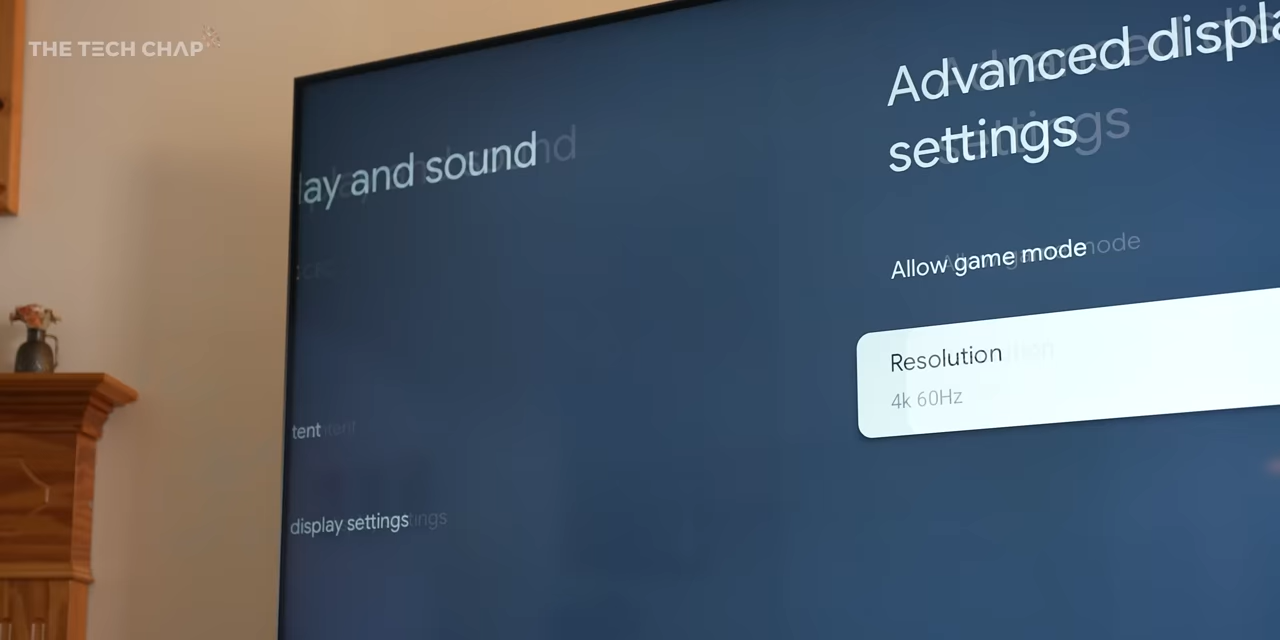 THE TECH CHAP
lay and sound
tent
display settings
Advanced displa
settings
Allow game mode
Resolution
4k 60Hz